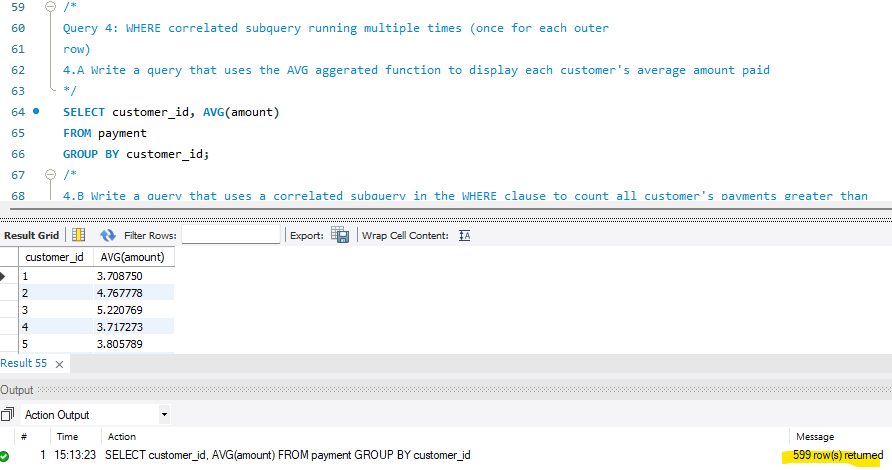 59 /*
60 Query 4: WHERE correlated subquery running multiple times (once for each outer
61 row)
62 4.A Write a query that uses the AVG aggerated function to display each customer's average amount paid
63 */
64 SELECT customer_id, AVG(amount)
65 FROM payment
66 GROUP BY customer_id;
67 /*
68 4.B Write a query that uses a correlated subquery in the WHERE clause to count all customer's payments greater than
Result Grid Filter Rows: Export: Wrap Cell Content:
customer_id AVG(amount)
1 3.708750
2 4.767778
3 5.220769
4 3.717273
5 3.805789
Result 55
Output
Action Output
# Time Action Message
1 15:13:23 SELECT customer_id, AVG(amount) FROM payment GROUP BY customer_id 599 row(s) returned